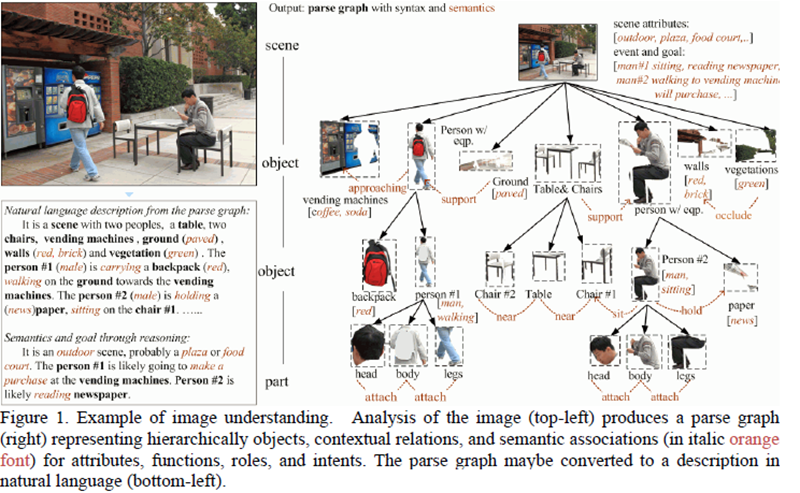 Output: parse graph with syntax and semantics
scene
scene attributes:
[outdoor, plaza, food court,..]
event and goal:
[man#1 sitting, reading newspaper,
man#2 walking to vending machine,
will purchase, ...]
object
Person w/
eqp.
approaching
vending machines
[coffee, soda]
support
Ground
[paved]
Table& Chairs
support
person w/ eqp.
walls
[red,
brick]
vegetations
[green]
occlude
object
backpack
[red]
person #1
[man,
walking]
Chair #2
Table
Chair #1
near
near
sit
Person #2
[man,
sitting]
hold
paper
[news]
part
head
body
legs
attach
attach
head
body
legs
attach
attach
Natural language description from the parse graph:
It is a scene with two peoples, a table, two
chairs, vending machines , ground (paved) ,
walls (red, brick) and vegetation (green) . The
person #1 (male) is carrying a backpack (red),
walking on the ground towards the vending
machines. The person #2 (male) is holding a
(news)paper, sitting on the chair #1. ......
Semantics and goal through reasoning:
It is an outdoor scene, probably a plaza or food
court. The person #1 is likely going to make a
purchase at the vending machines. Person #2 is
likely reading newspaper.
Figure 1. Example of image understanding. Analysis of the image (top-left) produces a parse graph
(right) representing hierarchically objects, contextual relations, and semantic associations (in italic orange
font) for attributes, functions, roles, and intents. The parse graph maybe converted to a description in
natural language (bottom-left).